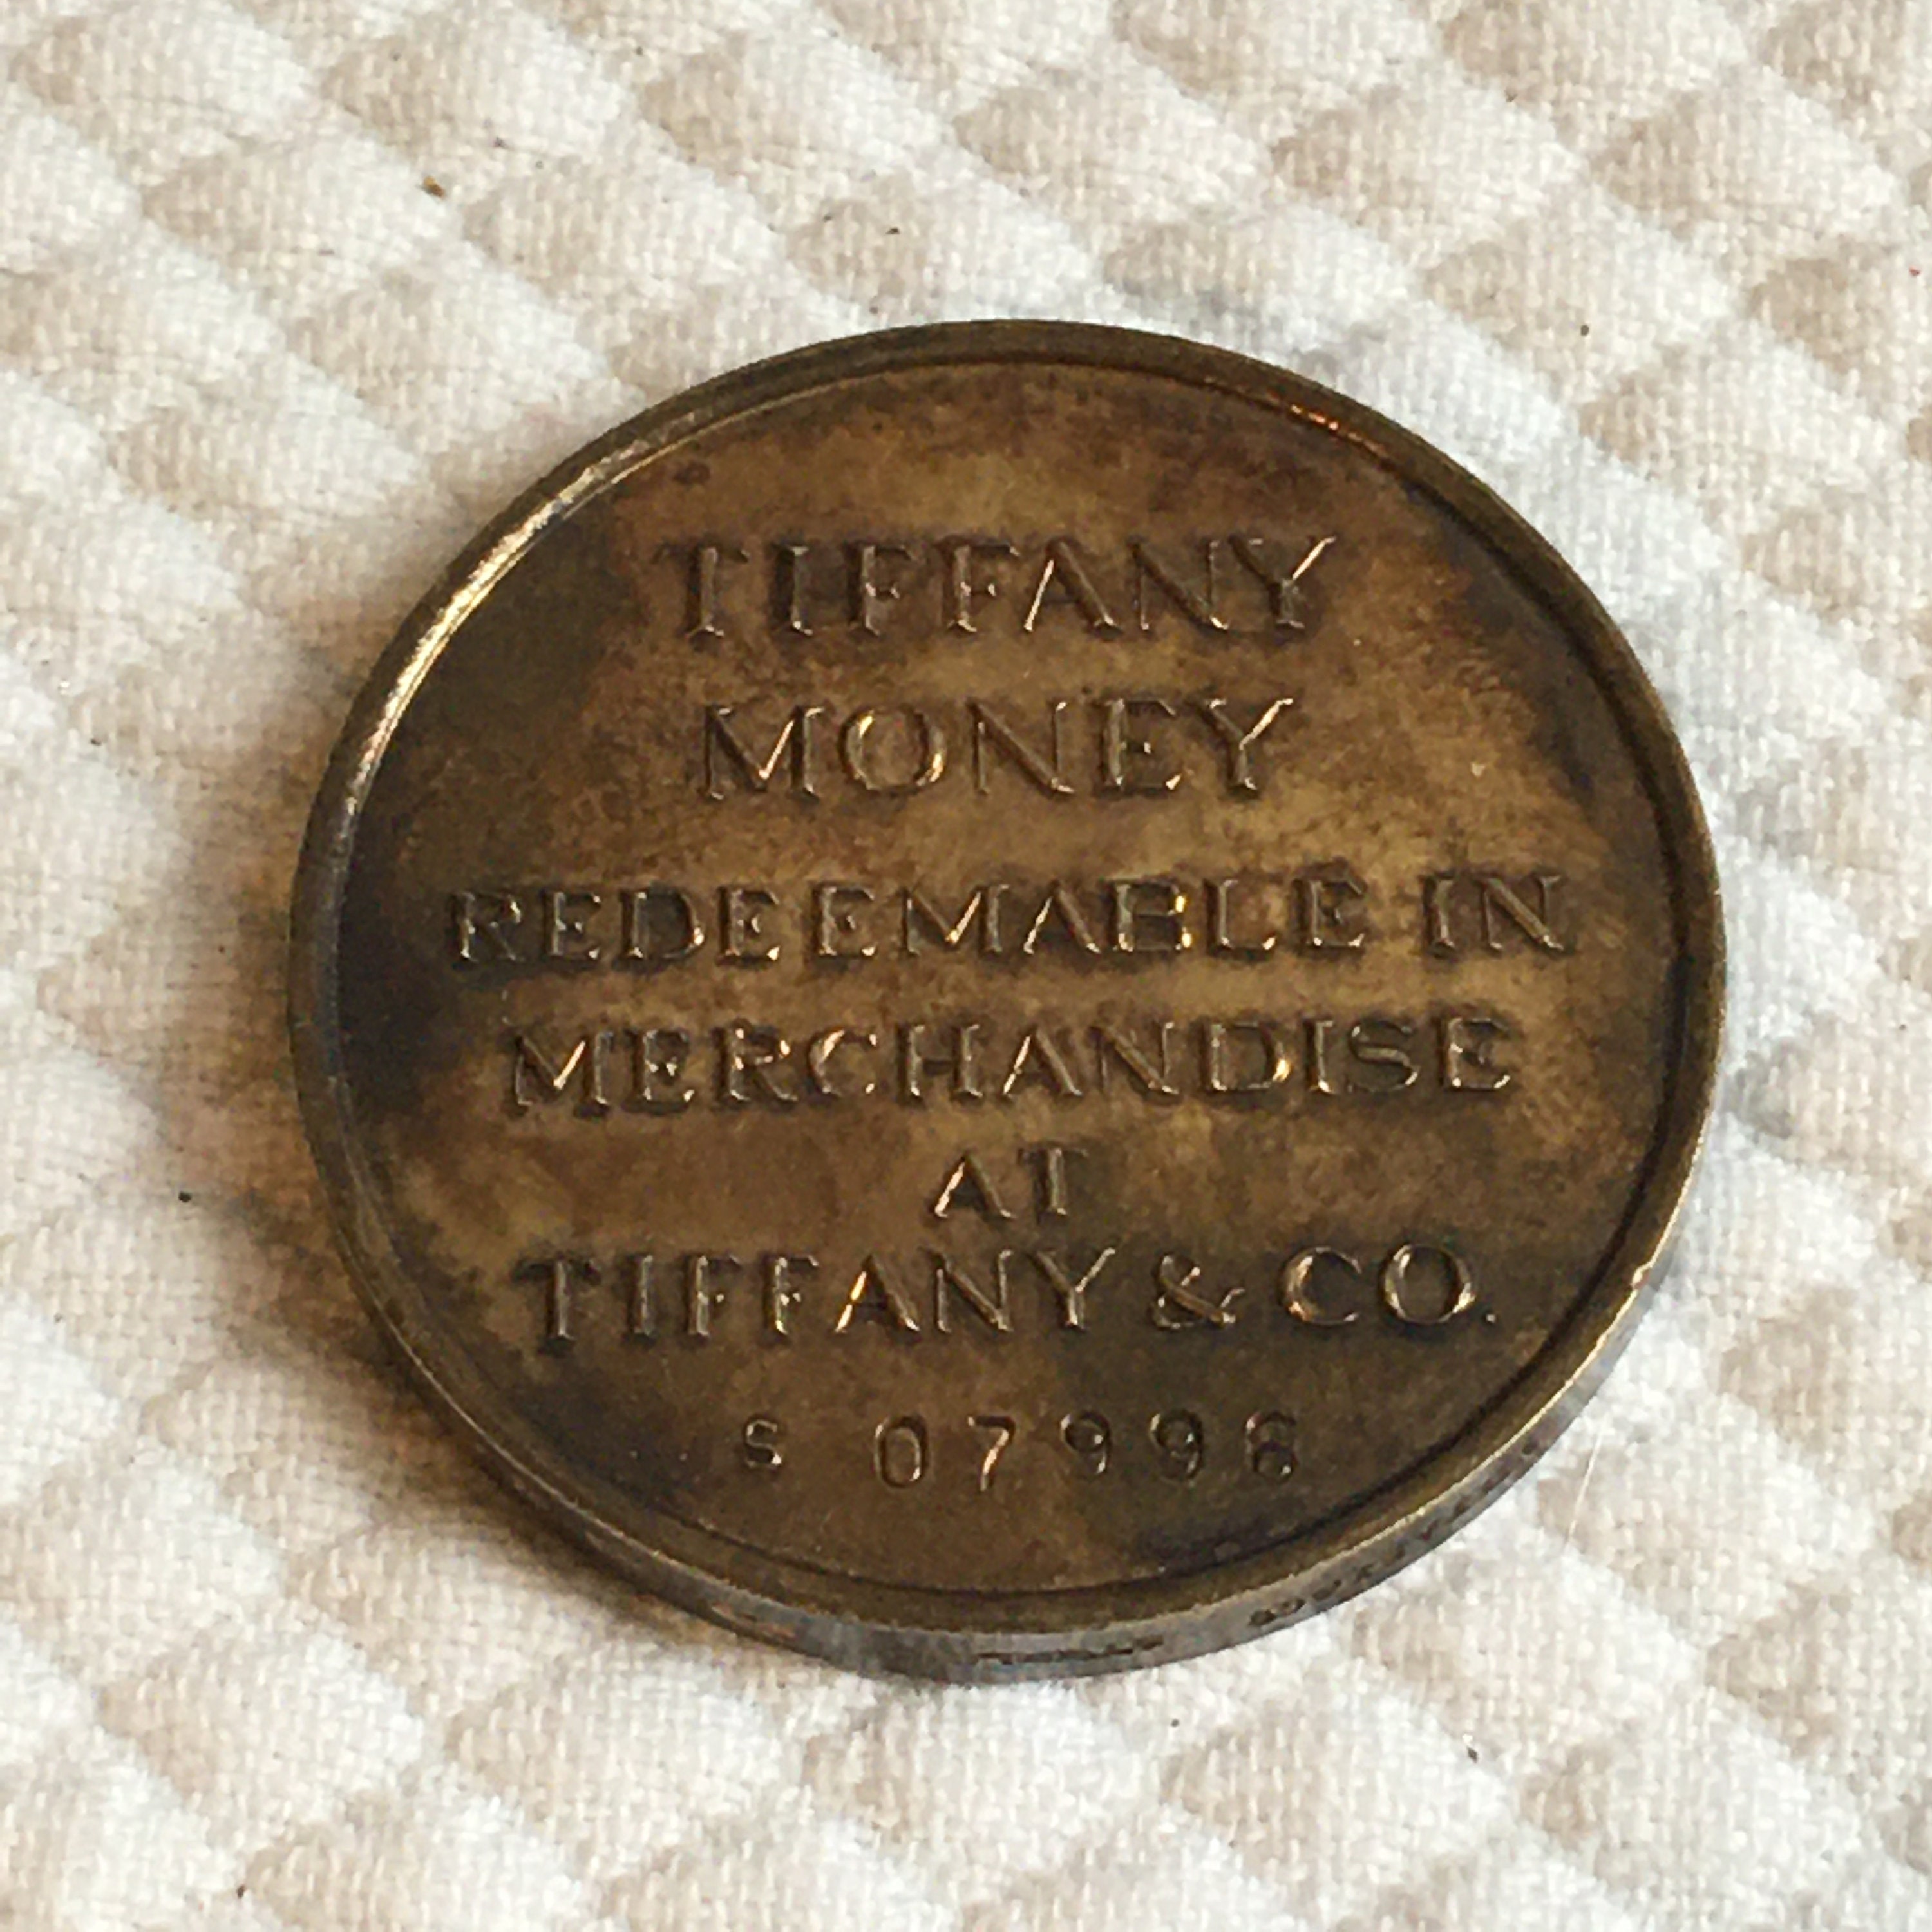 TIFFANY
MONEY
REDEEMABLE IN
MERCHANDISE
AT
TIFFANY & CO.
S 07996